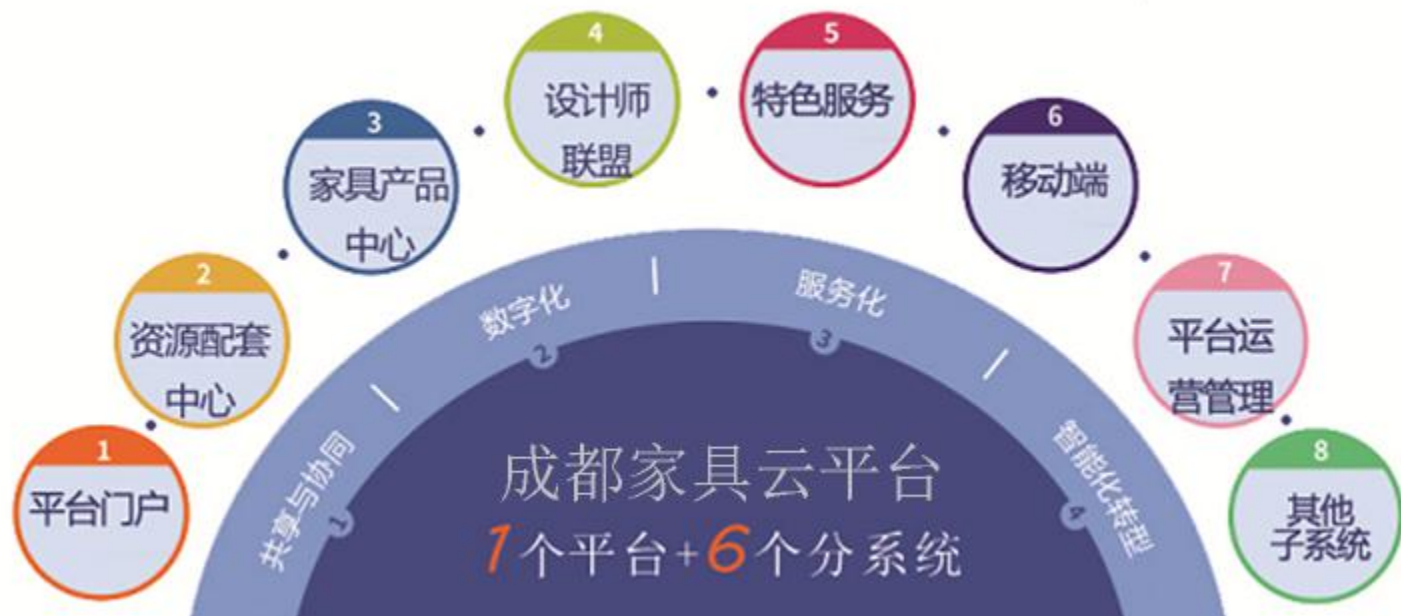 1
平台门户
2
资源配套
中心
3
家具产品
中心
4
设计师
联盟
5
特色服务
6
移动端
7
平台运
营管理
8
其他
子系统
共享与协同
1
数字化
2
服务化
3
智能化转型
4
成都家具云平台
1个平台+6个分系统